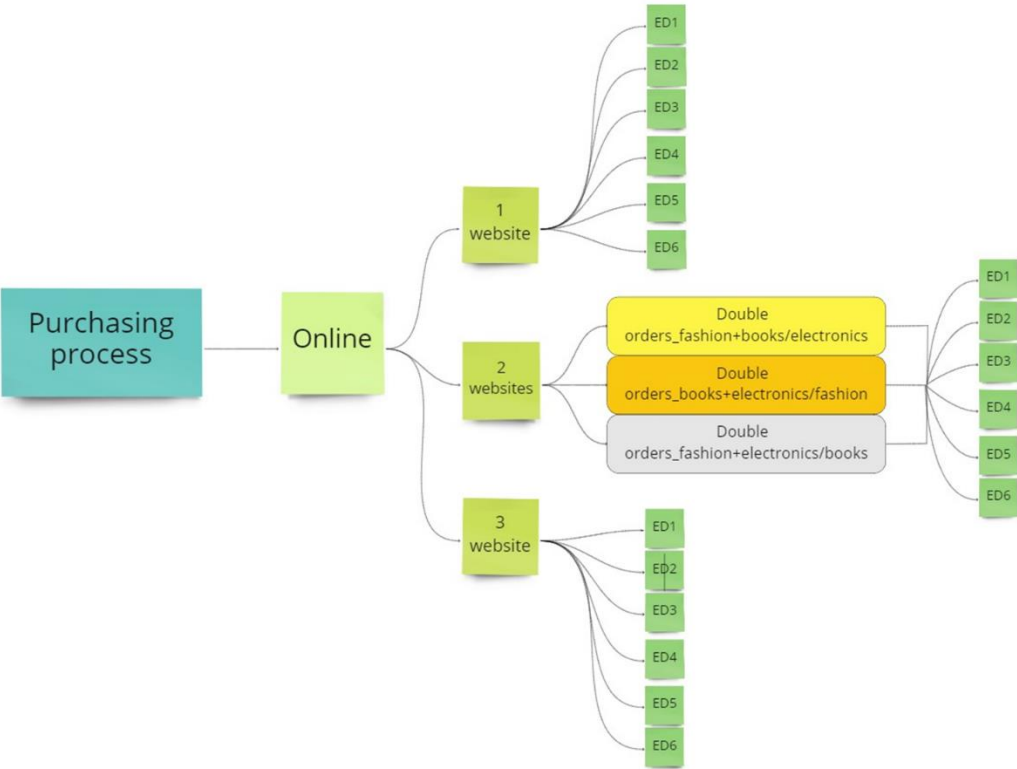 Purchasing
process
Online
1
website
ED1
ED2
ED3
ED4
ED5
ED6
2
websites
Double
orders_fashion+books/electronics
Double
orders_books+electronics/fashion
Double
orders_fashion+electronics/books
ED1
ED2
ED3
ED4
ED5
ED6
3
website
ED1
ED2
ED3
ED4
ED5
ED6